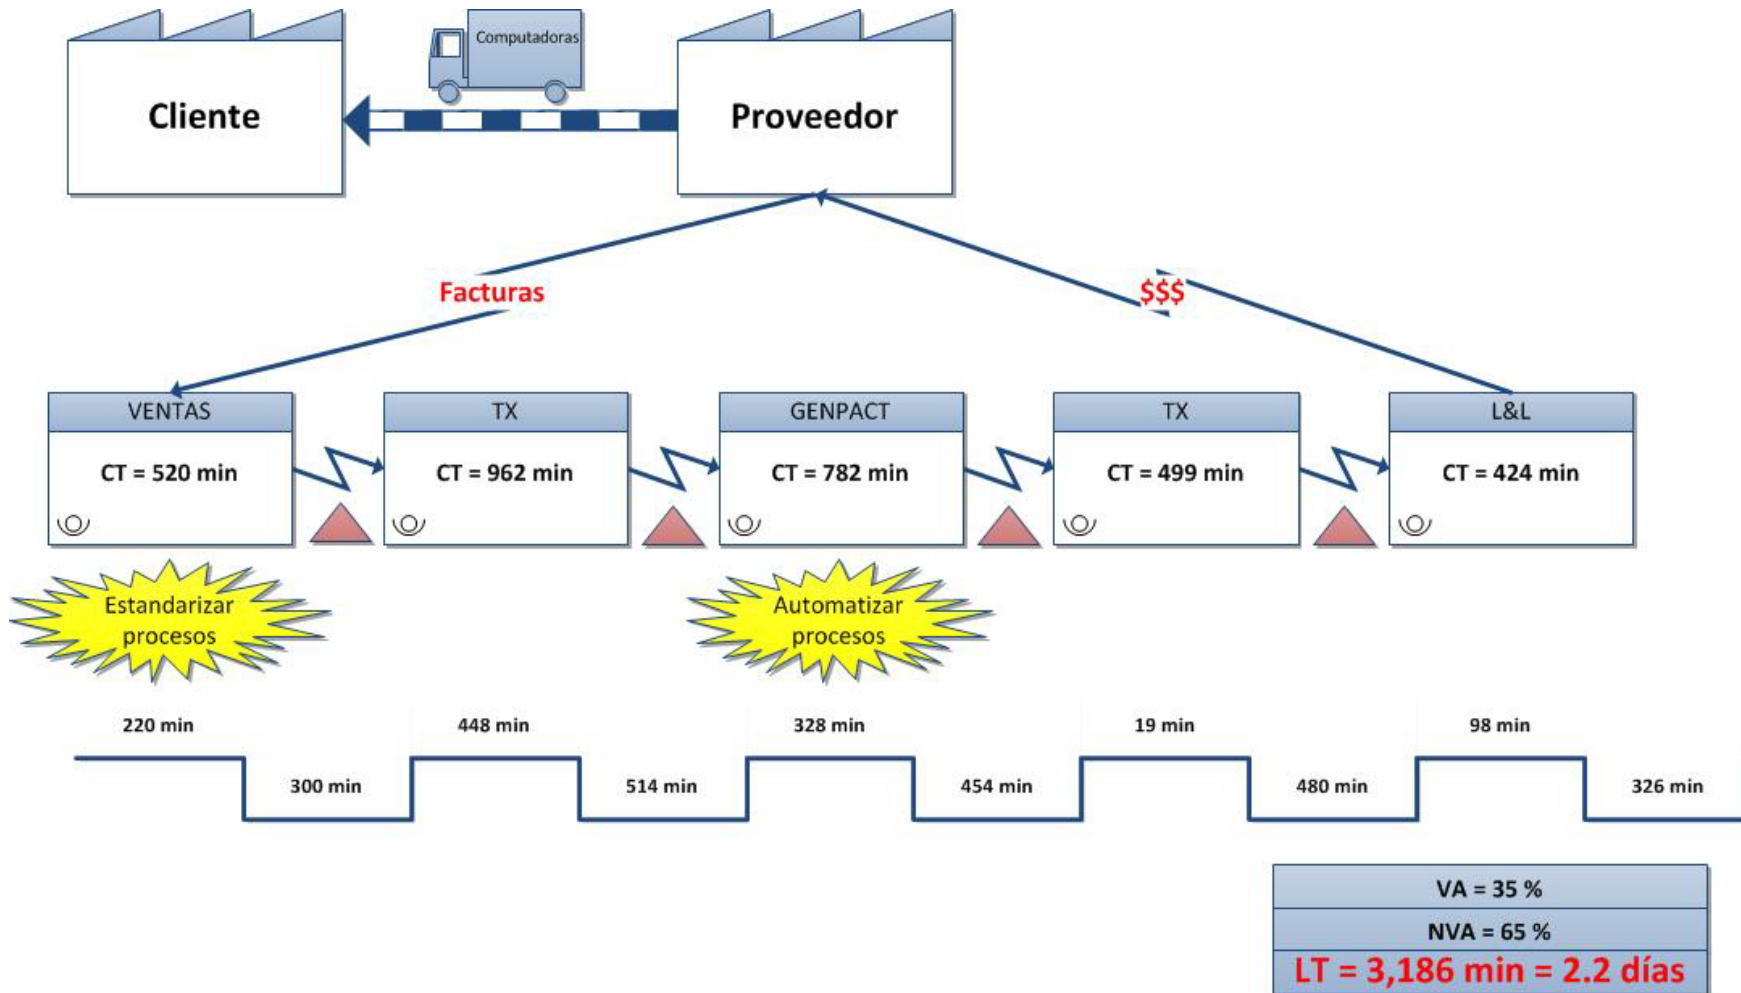 Computadoras
Cliente
Proveedor
Facturas
$$$
VENTAS
TX
GENPACT
TX
L&L
CT = 520 min
CT = 962 min
CT = 782 min
CT = 499 min
CT = 424 min
Estandarizar
procesos
Automatizar
procesos
220 min
448 min
328 min
19 min
98 min
300 min
514 min
454 min
480 min
326 min
VA = 35 %
NVA = 65 %
LT = 3,186 min = 2.2 días